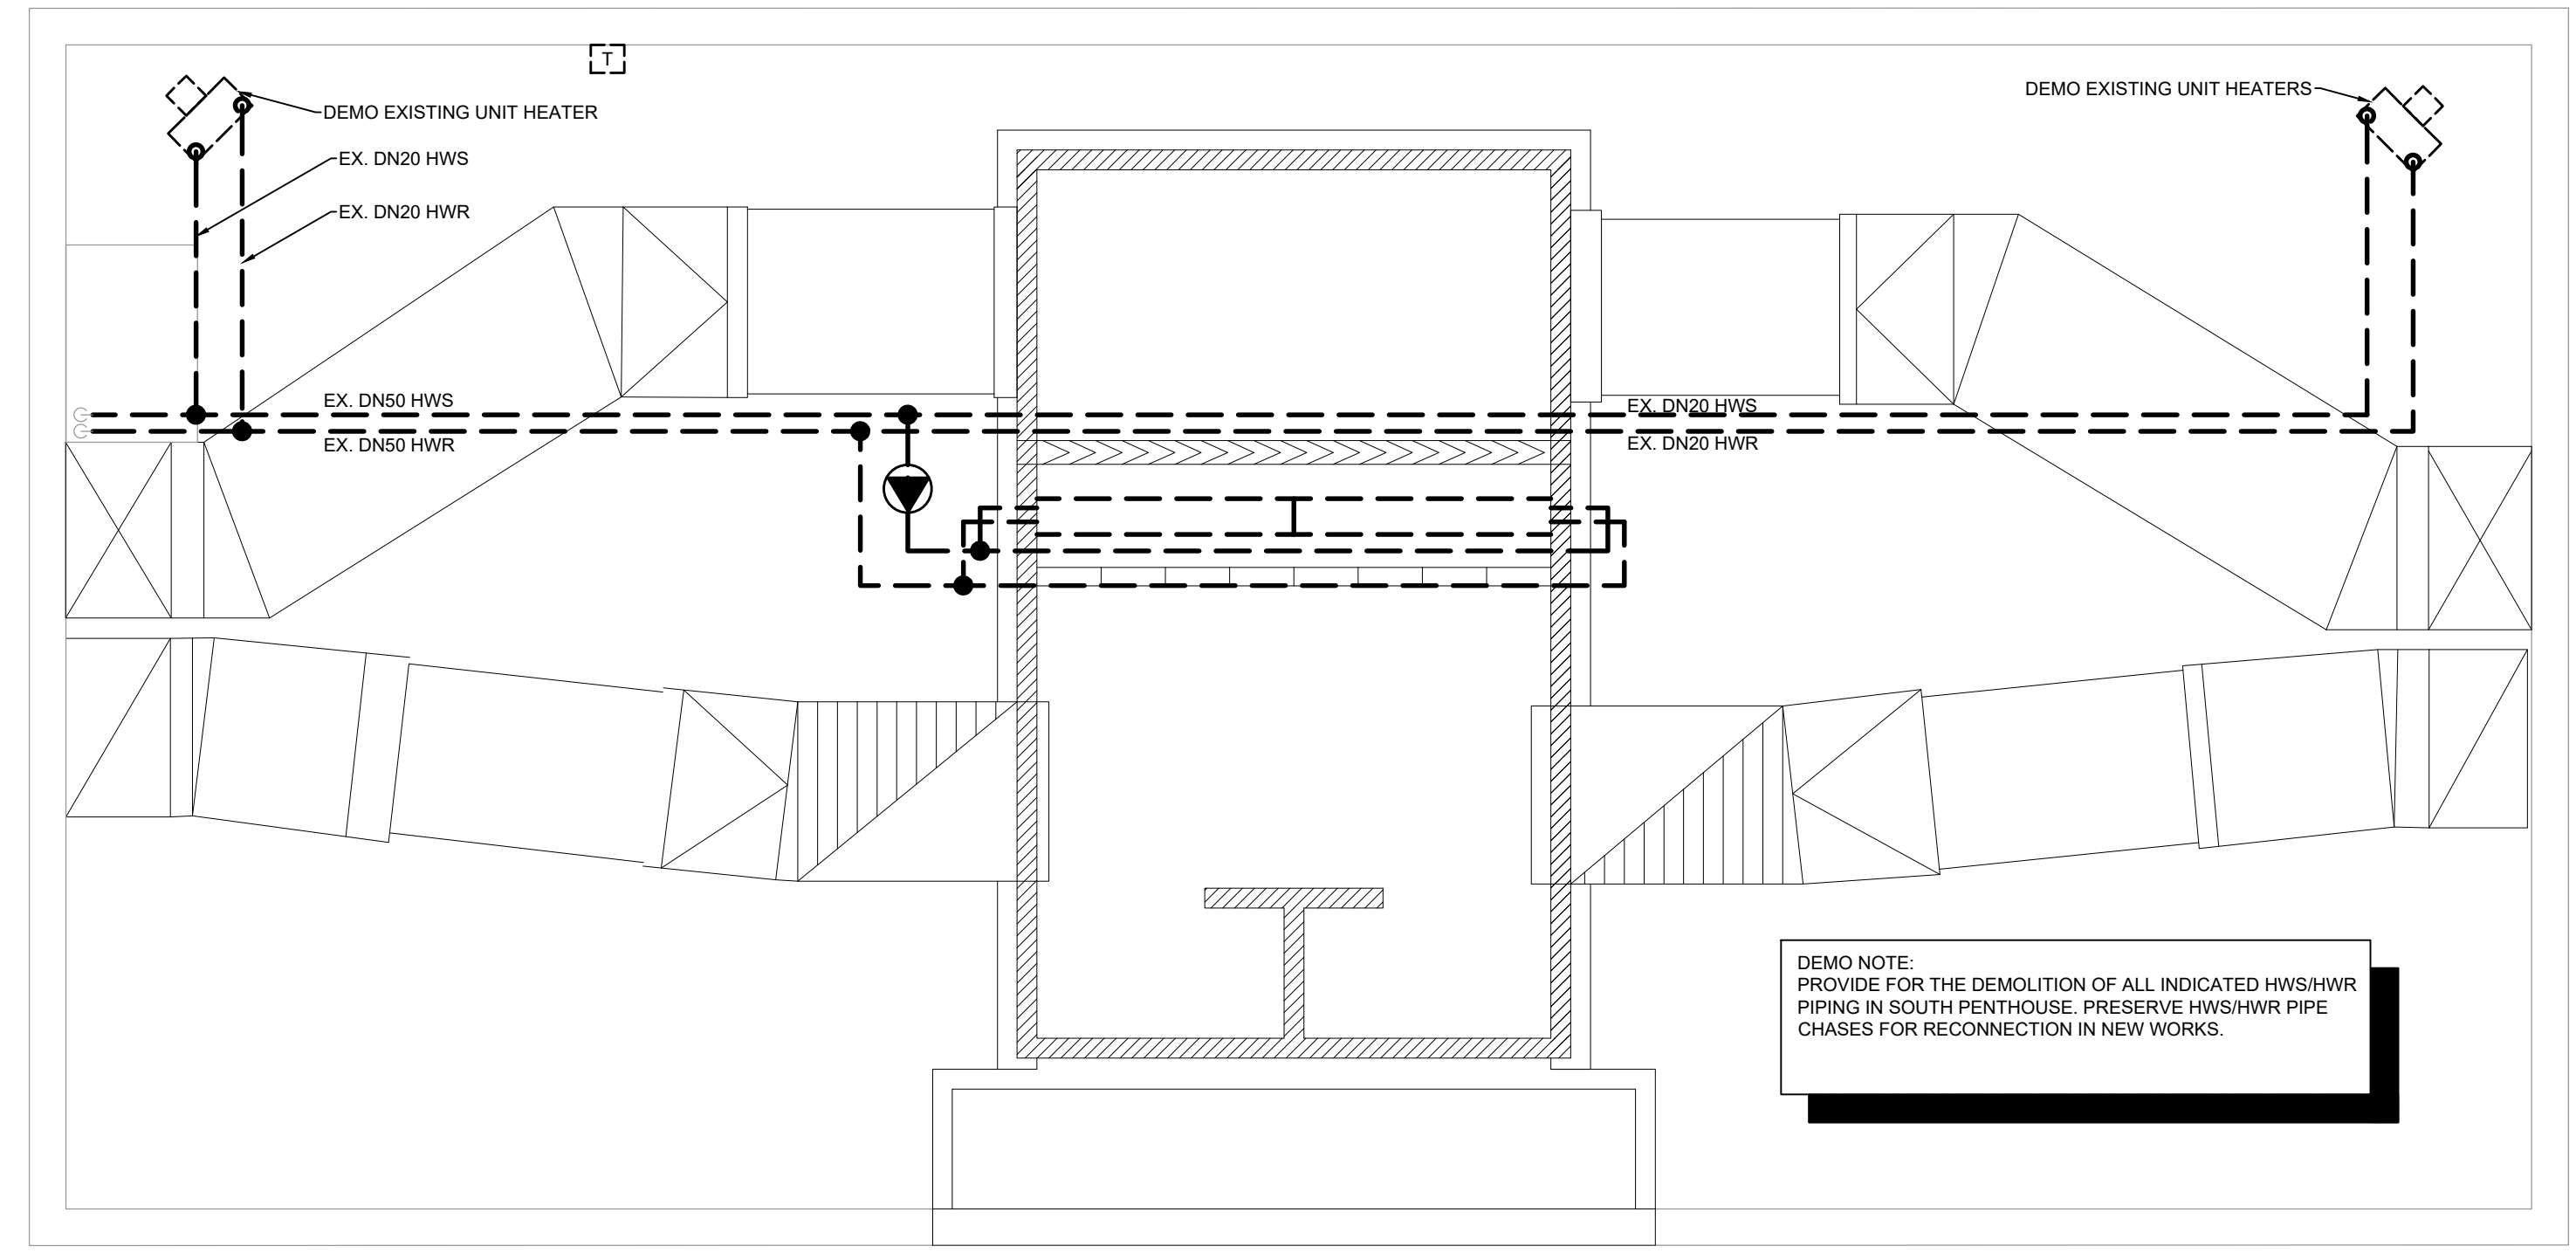 T
DEMO EXISTING UNIT HEATER
DEMO EXISTING UNIT HEATERS
EX. DN20 HWS
EX. DN20 HWR
EX. DN50 HWS
EX. DN50 HWR
EX. DN20 HWS
EX. DN20 HWR
DEMO NOTE:
PROVIDE FOR THE DEMOLITION OF ALL INDICATED HWS/HWR
PIPING IN SOUTH PENTHOUSE. PRESERVE HWS/HWR PIPE
CHASES FOR RECONNECTION IN NEW WORKS.